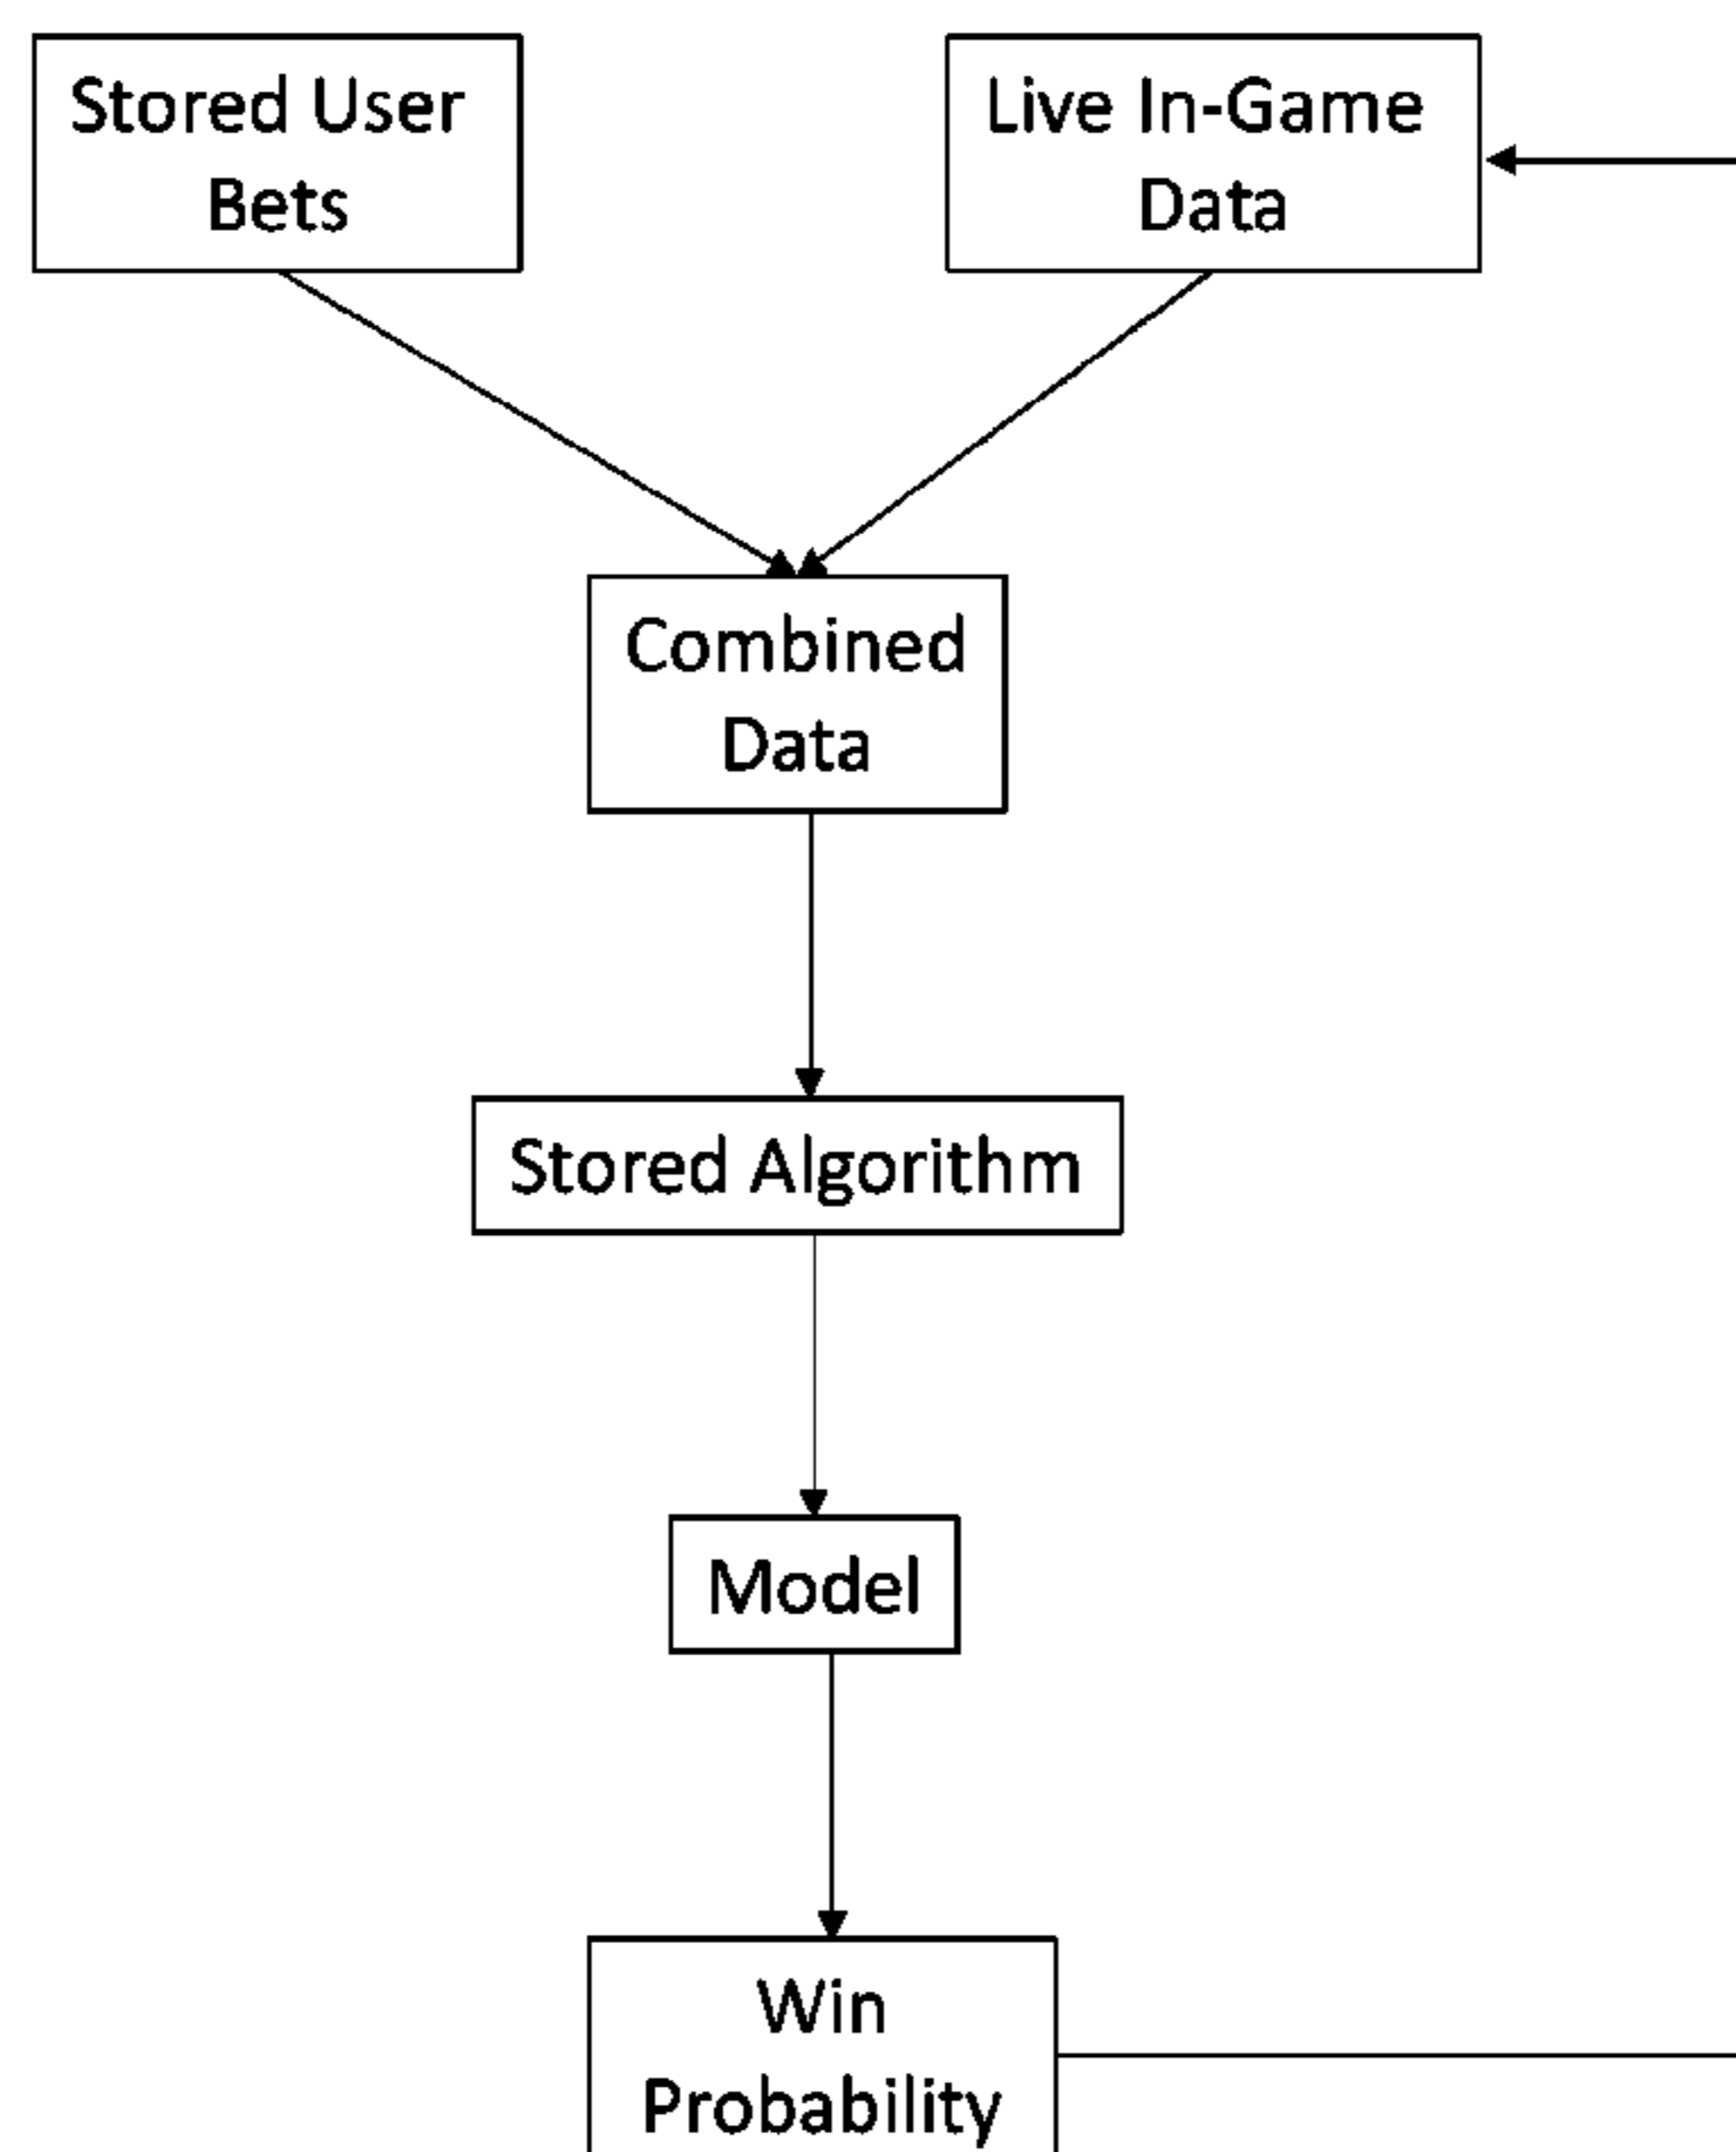 Stored User
Bets
Live In-Game
Data
Combined
Data
Stored Algorithm
Model
Win
Probability